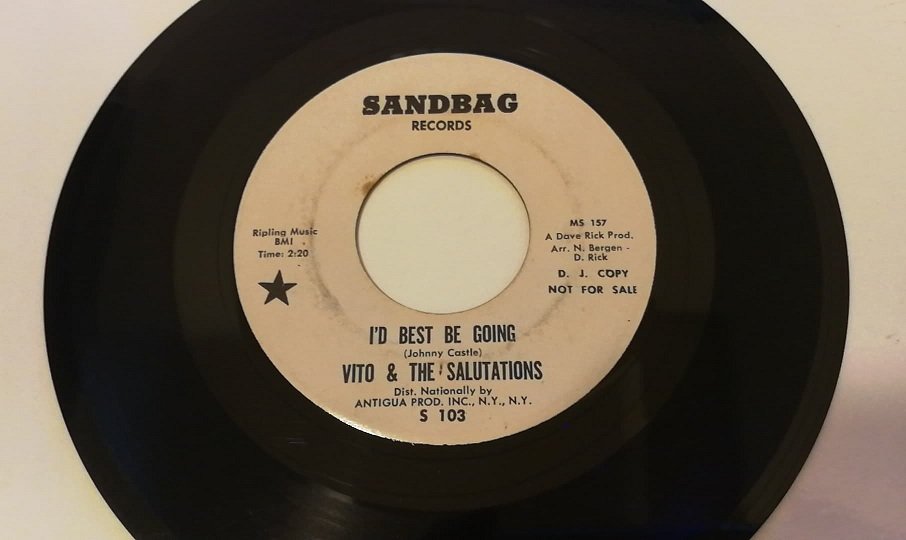 SANDBAG
RECORDS
Ripling Music
BMI
Time: 2:20
MS 157
A Dave Rick Prod.
Arr. N. Bergen -
D. Rick
D. J. COPY
NOT FOR SALE
I'D BEST BE GOING
(Johnny Castle)
VITO & THE SALUTATIONS
Dist. Nationally by
ANTIGUA PROD. INC., N.Y., N.Y.
S 103